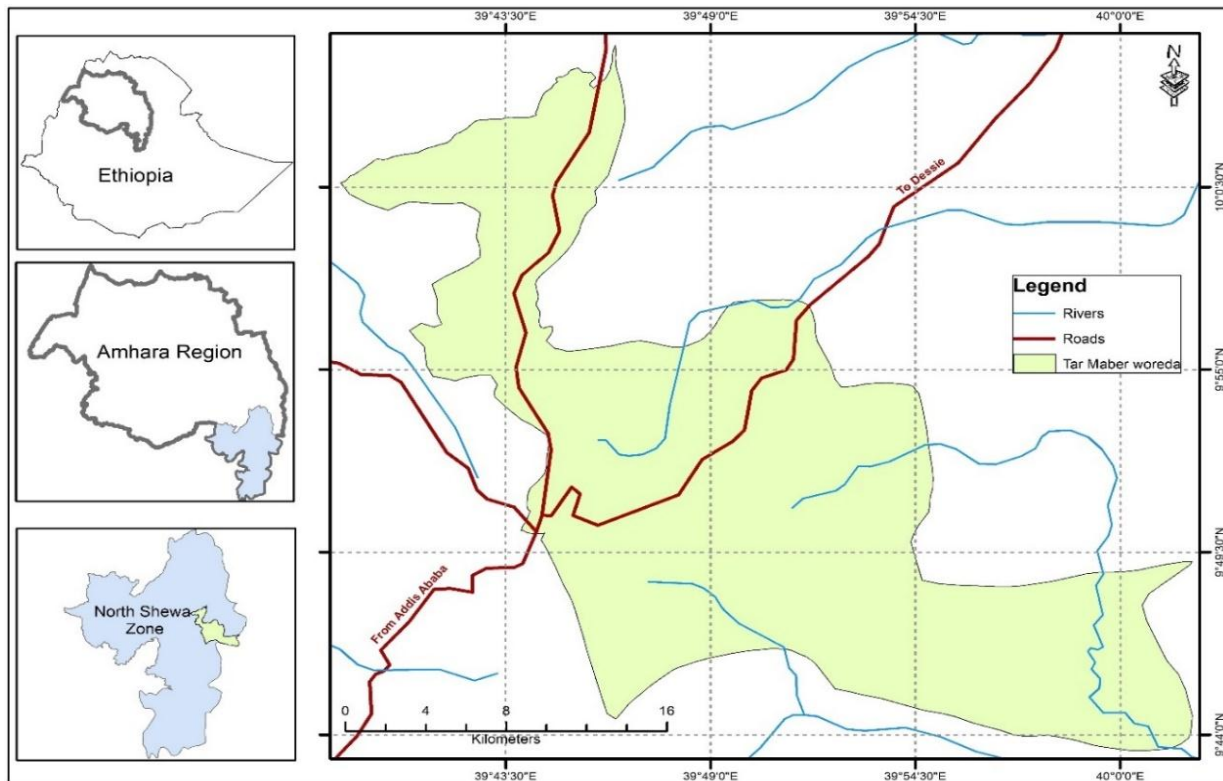 39°43'30"E
39°49'0"E
39°54'30"E
40°0'0"E
Ethiopia
Amhara Region
North Shewa
Zone
N
To Dessie
From Addis Ababa
Legend
Rivers
Roads
Tar Maber woreda
10°0'0"N
9°55'0"N
9°49'30"N
9°44'0"N
0 4 8 16
Kilometers
39°43'30"E
39°49'0"E
39°54'30"E
40°0'0"E